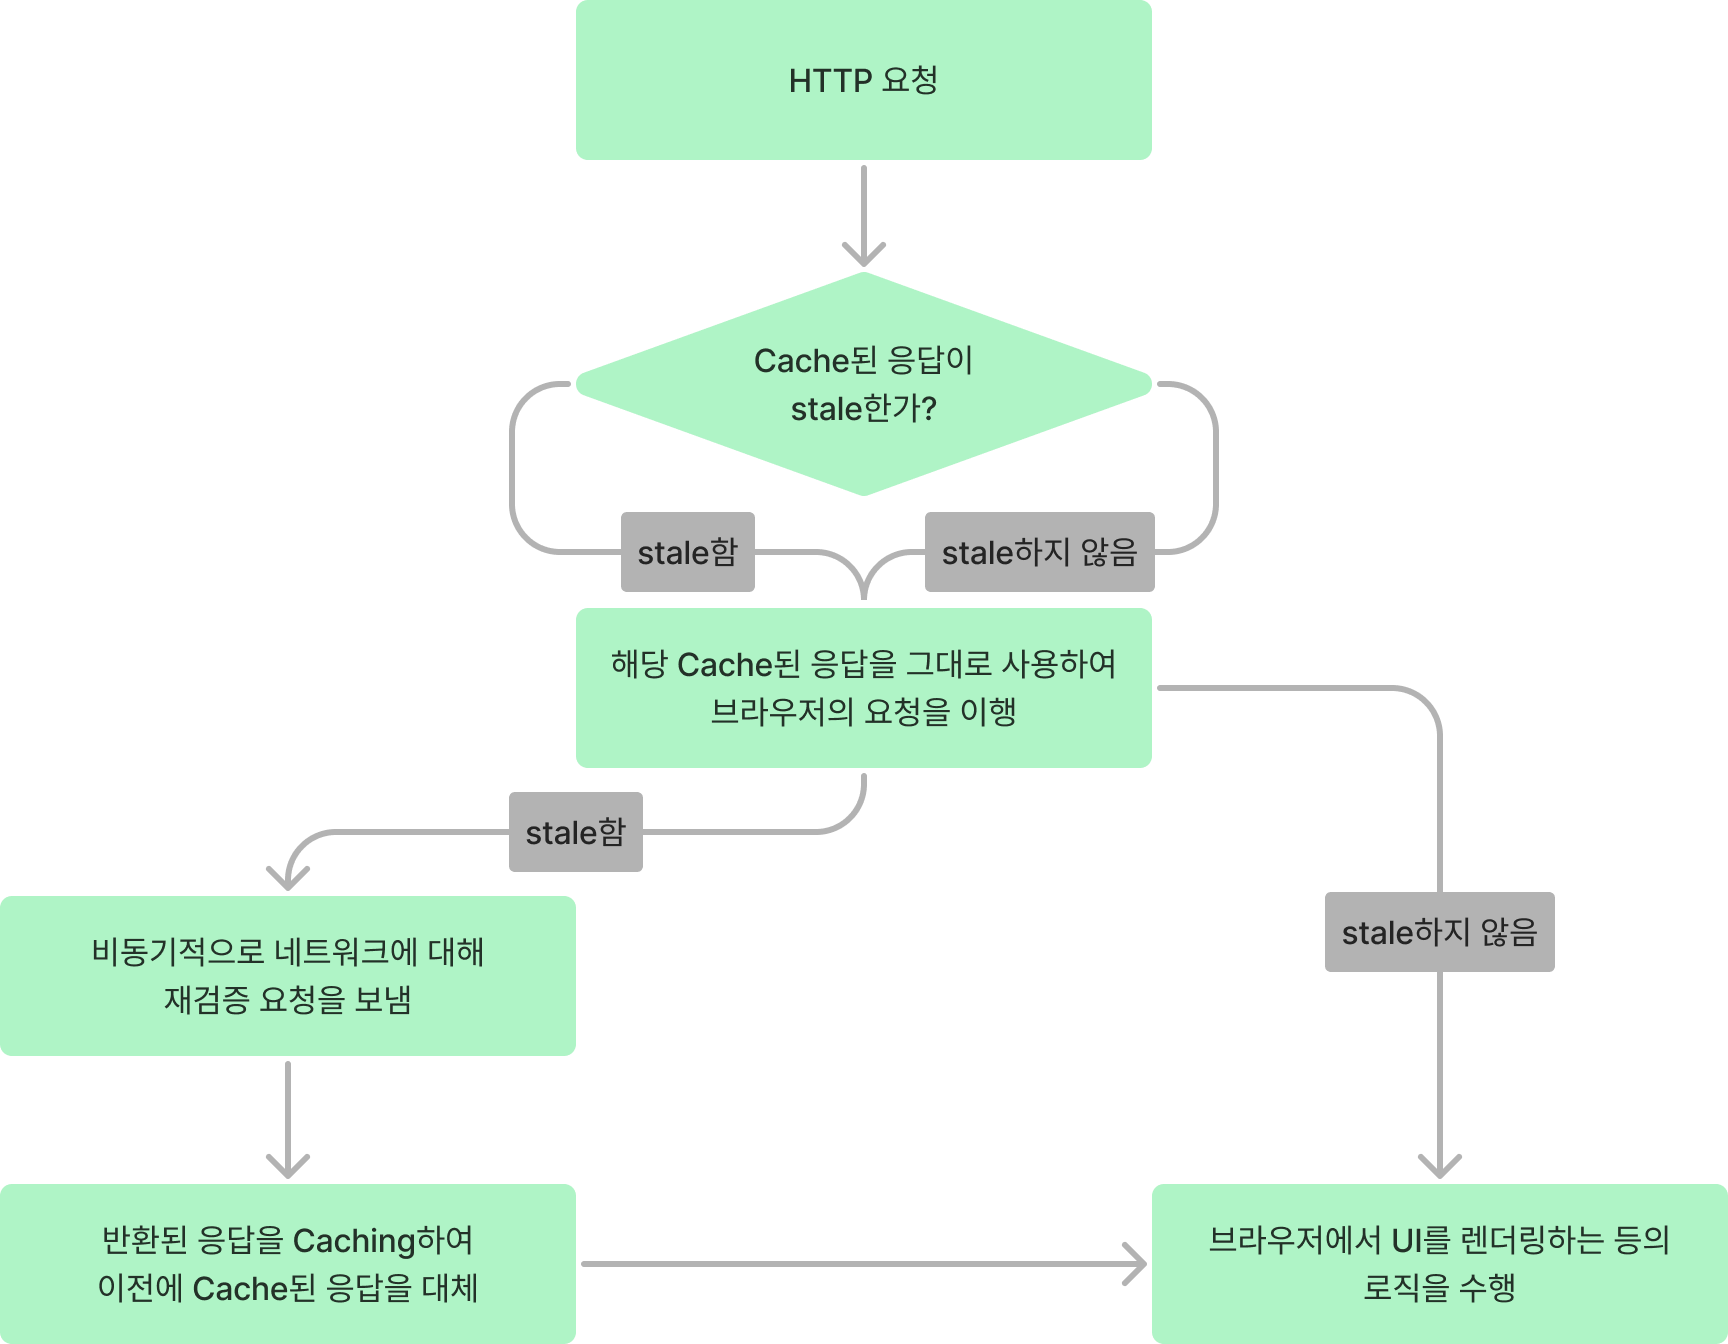 HTTP 요청
Cache된 응답이
stale한가?
stale함
stale하지 않음
해당 Cache된 응답을 그대로 사용하여
브라우저의 요청을 이행
stale함
stale하지 않음
비동기적으로 네트워크에 대해
재검증 요청을 보냄
반환된 응답을 Caching하여
이전에 Cache된 응답을 대체
브라우저에서 UI를 렌더링하는 등의
로직을 수행